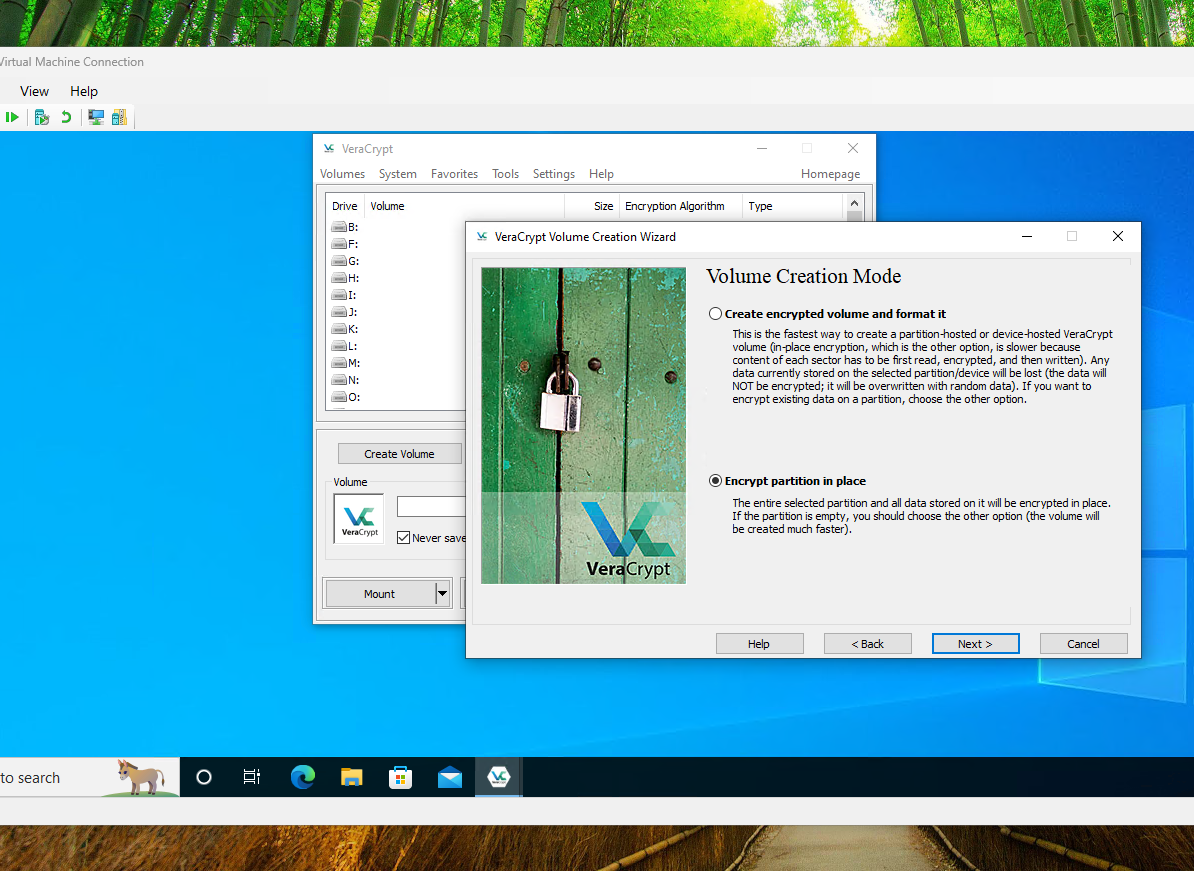 Virtual Machine Connection
View Help
VeraCrypt
Volumes System Favorites Tools Settings Help Homepage
Drive Volume Size Encryption Algorithm Type
B:
F:
G:
H:
I:
J:
K:
L:
M:
N:
O:
Create Volume
Volume
VeraCrypt
Never save
Mount
VeraCrypt Volume Creation Wizard
VeraCrypt
Volume Creation Mode
Create encrypted volume and format it
This is the fastest way to create a partition-hosted or device-hosted VeraCrypt
volume (in-place encryption, which is the other option, is slower because
content of each sector has to be first read, encrypted, and then written). Any
data currently stored on the selected partition/device will be lost (the data will
NOT be encrypted; it will be overwritten with random data). If you want to
encrypt existing data on a partition, choose the other option.
Encrypt partition in place
The entire selected partition and all data stored on it will be encrypted in place.
If the partition is empty, you should choose the other option (the volume will
be created much faster).
Help < Back Next > Cancel
to search